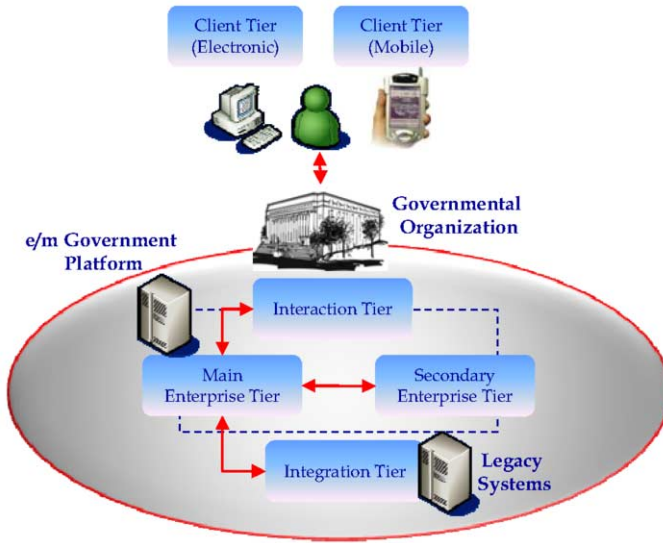 Client Tier
(Electronic)
Client Tier
(Mobile)
Governmental
Organization
e/m Government
Platform
Interaction Tier
Main
Enterprise Tier
Secondary
Enterprise Tier
Integration Tier
Legacy
Systems